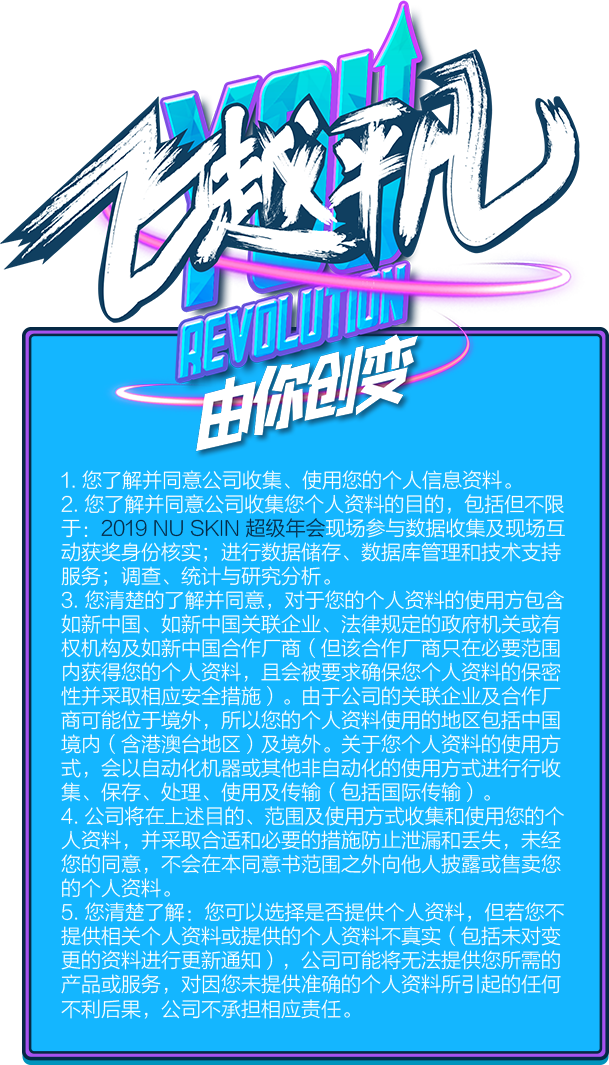 YOU
飞越平凡
REVOLUTION
由你创变
1. 您了解并同意公司收集、使用您的个人信息资料。
2. 您了解并同意公司收集您个人资料的目的，包括但不限
于：2019 NU SKIN 超级年会现场参与数据收集及现场互
动获奖身份核实；进行数据储存、数据库管理和技术支持
服务；调查、统计与研究分析。
3. 您清楚的了解并同意，对于您的个人资料的使用方包含
如新中国、如新中国关联企业、法律规定的政府机关或有
权机构及如新中国合作厂商（但该合作厂商只在必要范围
内获得您的个人资料，且会被要求确保您个人资料的保密
性并采取相应安全措施）。由于公司的关联企业及合作厂
商可能位于境外，所以您的个人资料使用的地区包括中国
境内（含港澳台地区）及境外。关于您个人资料的使用方
式，会以自动化机器或其他非自动化的使用方式进行行收
集、保存、处理、使用及传输（包括国际传输）。
4. 公司将在上述目的、范围及使用方式收集和使用您的个
人资料，并采取合适和必要的措施防止泄漏和丢失，未经
您的同意，不会在本同意书范围之外向他人披露或售卖您
的个人资料。
5. 您清楚了解：您可以选择是否提供个人资料，但若您不
提供相关个人资料或提供的个人资料不真实（包括未对变
更的资料进行更新通知），公司可能将无法提供您所需的
产品或服务，对因您未提供准确的个人资料所引起的任何
不利后果，公司不承担相应责任。